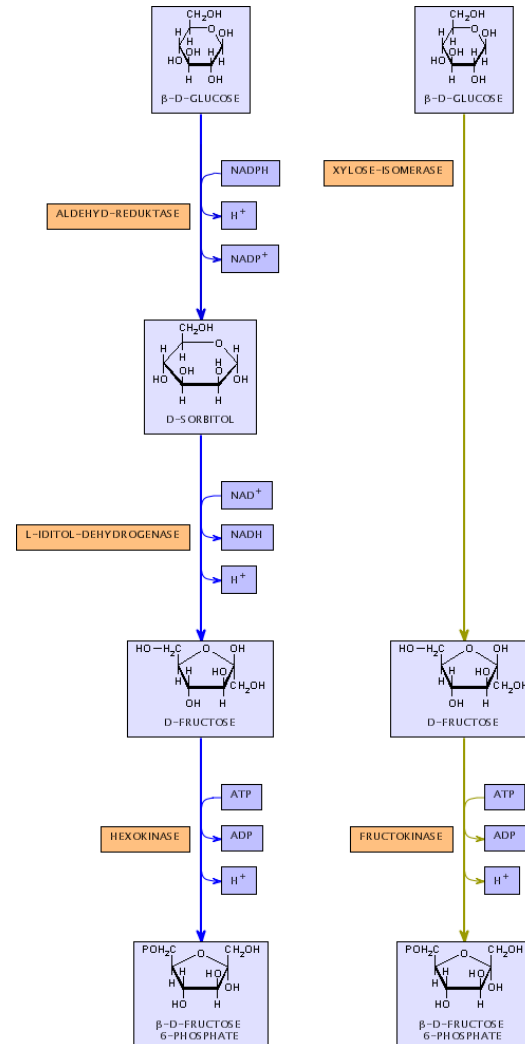 CH₂OH
H
O
OH
H
OH
H
HO
H
H
OH
β-D-GLUCOSE
CH₂OH
H
O
OH
H
OH
H
HO
H
H
OH
β-D-GLUCOSE
NADPH
XYLOSE-ISOMERASE
ALDEHYD-REDUKTASE
H⁺
NADP⁺
CH₂OH
H
O
H
H
OH
H
OH
HO
OH
H
H
D-SORBITOL
NAD⁺
L-IDITOL-DEHYDROGENASE
NADH
H⁺
HO-H₂C
O
OH
H
HO
H
CH₂OH
OH
H
D-FRUCTOSE
HO-H₂C
O
OH
H
HO
H
CH₂OH
OH
H
D-FRUCTOSE
ATP
ATP
HEXOKINASE
ADP
FRUCTOKINASE
ADP
H⁺
H⁺
POH₂C
O
CH₂OH
H
HO
H
OH
HO
H
β-D-FRUCTOSE
6-PHOSPHATE
POH₂C
O
CH₂OH
H
HO
H
OH
HO
H
β-D-FRUCTOSE
6-PHOSPHATE